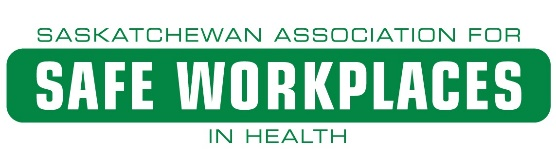 SASKATCHEWAN ASSOCIATION FOR
SAFE WORKPLACES
IN HEALTH